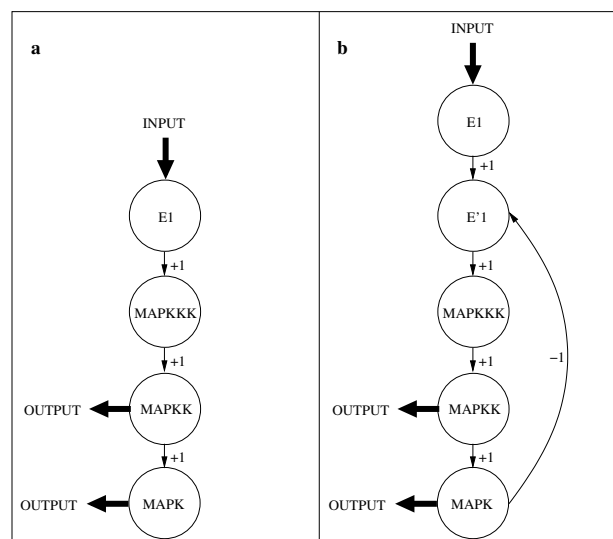 a
INPUT
E1
+1
MAPKKK
+1
OUTPUT MAPKK
+1
OUTPUT MAPK
b
INPUT
E1
+1
E'1
+1
MAPKKK
+1
−1
OUTPUT MAPKK
+1
OUTPUT MAPK